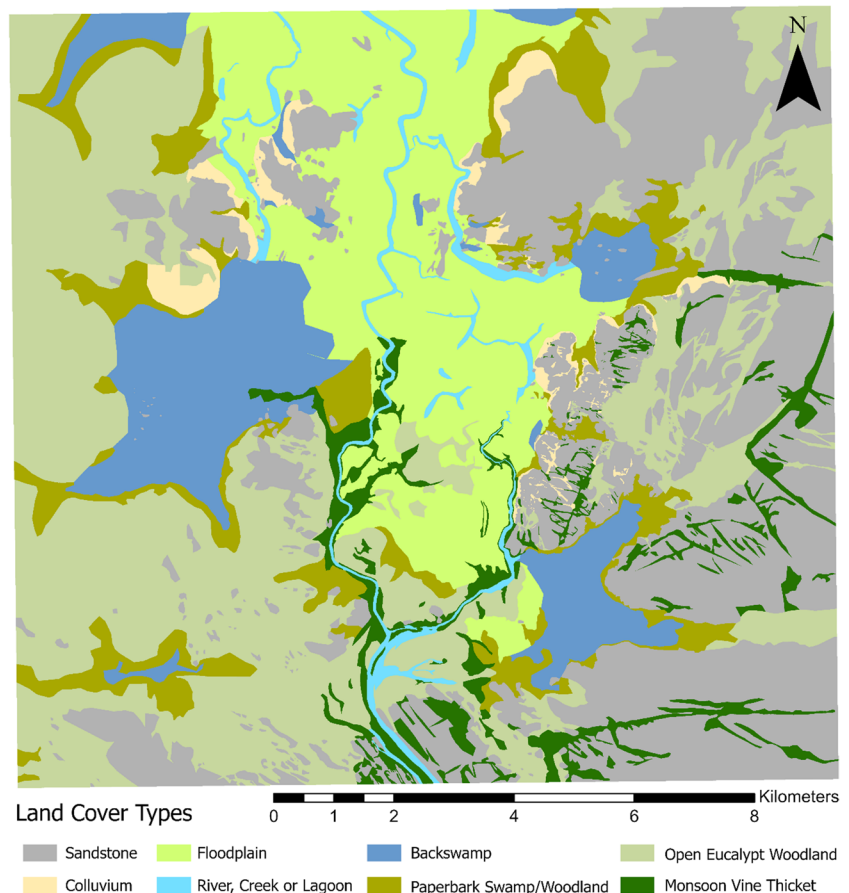 N
Kilometers
Land Cover Types
0 1 2 4 6 8
Sandstone Floodplain Backswamp Open Eucalypt Woodland
Colluvium River, Creek or Lagoon Paperbark Swamp/Woodland Monsoon Vine Thicket